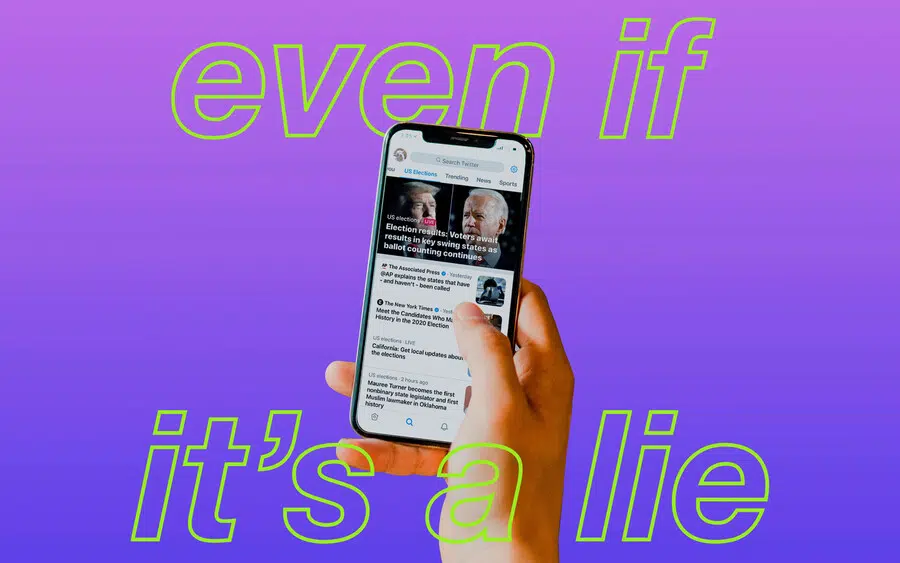 even if
Search Twitter
US Elections Trending News Sports
US elections · LIVE
Election results: Voters await
results in key swing states as
ballot counting continues
The Associated Press · Yesterday
@AP explains the states that have
- and haven't - been called
The New York Times
Meet the Candidates Who
History in the 2020 Election
US elections · LIVE
California: Get local updates about
the elections
US elections · 2 hours ago
Mauree Turner becomes the first
nonbinary state legislator and first
Muslim lawmaker in Oklahoma
history
it's a lie